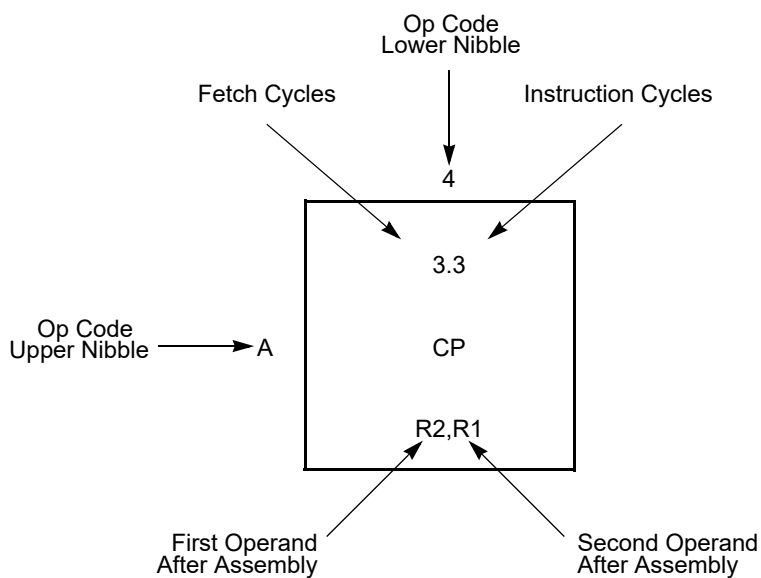 Op Code
Lower Nibble
Fetch Cycles
Instruction Cycles
4
3.3
Op Code
Upper Nibble
A
CP
R2,R1
First Operand
After Assembly
Second Operand
After Assembly